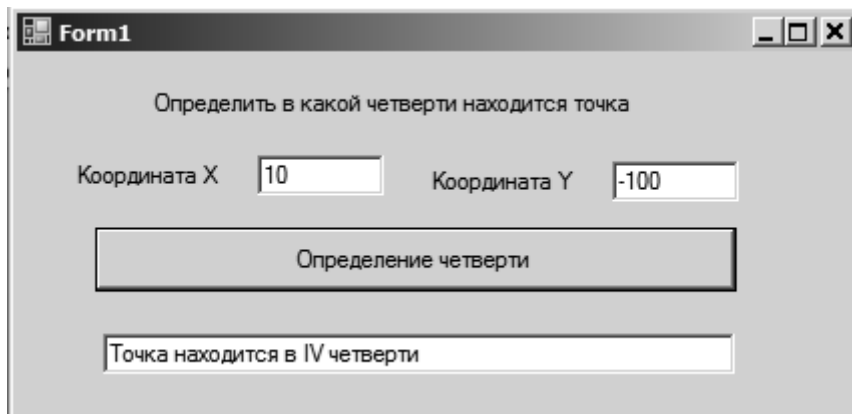 Form1
Определить в какой четверти находится точка
Координата X 10 Координата Y -100
Определение четверти
Точка находится в IV четверти